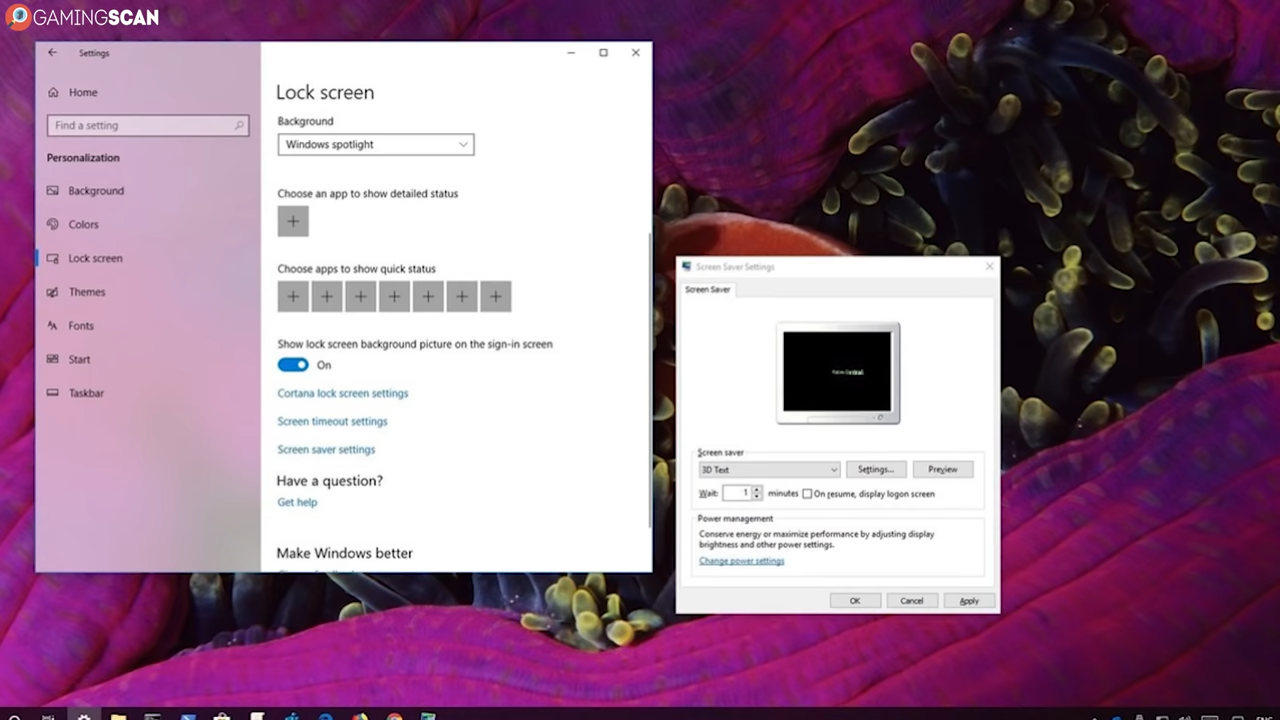 GAMINGSCAN
Settings
Home
Find a setting
Personalization
Background
Colors
Lock screen
Themes
Fonts
Start
Taskbar
Lock screen
Background
Windows spotlight
Choose an app to show detailed status
Choose apps to show quick status
Show lock screen background picture on the sign-in screen
On
Cortana lock screen settings
Screen timeout settings
Screen saver settings
Have a question?
Get help
Make Windows better
Screen Saver Settings
Screen Saver
Screen saver
3D Text
Settings...
Preview
Wait: 1 minutes On resume, display logon screen
Power management
Conserve energy or maximize performance by adjusting display
brightness and other power settings.
Change power settings
OK
Cancel
Apply